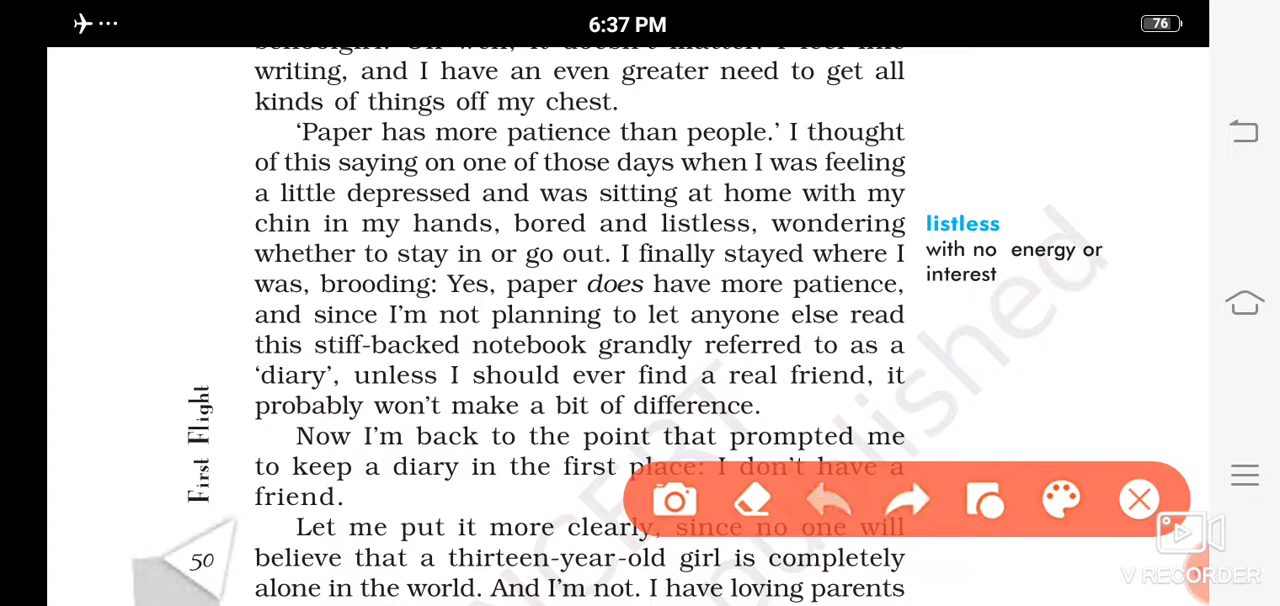 6:37 PM
76
writing, and I have an even greater need to get all
kinds of things off my chest.
‘Paper has more patience than people.’ I thought
of this saying on one of those days when I was feeling
a little depressed and was sitting at home with my
chin in my hands, bored and listless, wondering
whether to stay in or go out. I finally stayed where I
was, brooding: Yes, paper does have more patience,
and since I’m not planning to let anyone else read
this stiff-backed notebook grandly referred to as a
‘diary’, unless I should ever find a real friend, it
probably won’t make a bit of difference.
Now I’m back to the point that prompted me
to keep a diary in the first place: I don’t have a
friend.
Let me put it more clearly, since no one will
believe that a thirteen-year-old girl is completely
alone in the world. And I’m not. I have loving parents
listless
with no energy or
interest
First Flight
50
NCERT
published
V RECORDER